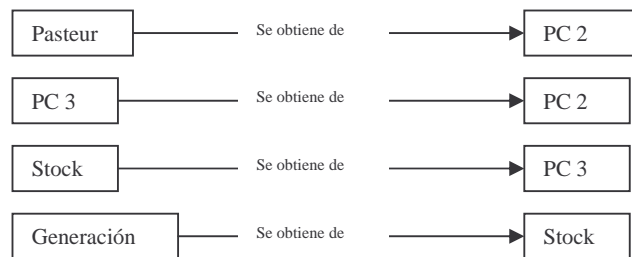 Pasteur Se obtiene de PC 2
PC 3 Se obtiene de PC 2
Stock Se obtiene de PC 3
Generación Se obtiene de Stock